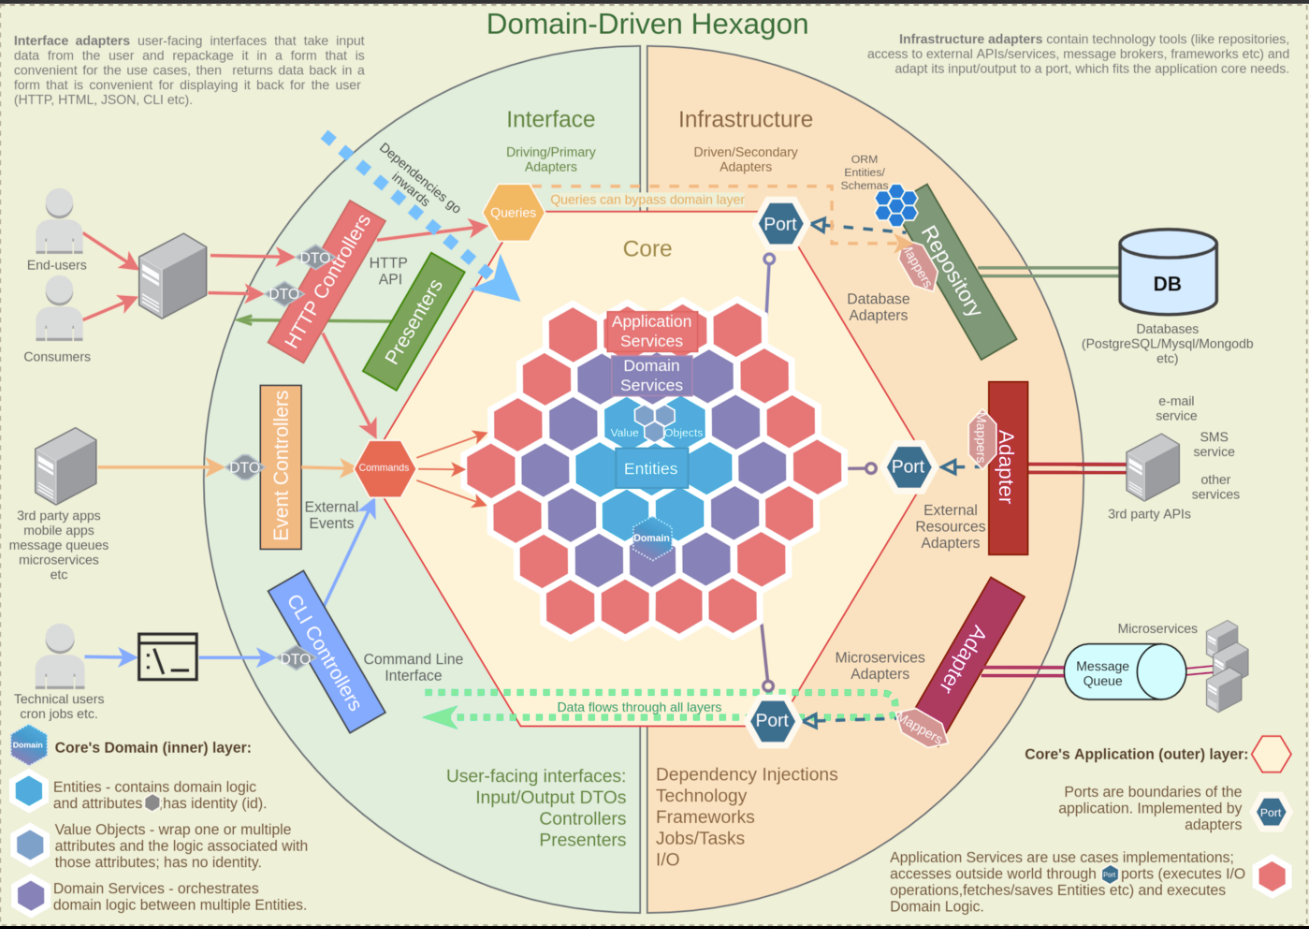 Domain-Driven Hexagon
Interface adapters user-facing interfaces that take input
data from the user and repackage it in a form that is
convenient for the use cases, then returns data back in a
form that is convenient for displaying it back for the user
(HTTP, HTML, JSON, CLI etc).
Infrastructure adapters contain technology tools (like repositories,
access to external APIs/services, message brokers, frameworks etc) and
adapt its input/output to a port, which fits the application core needs.
Interface
Driving/Primary
Adapters
Infrastructure
Driven/Secondary
Adapters
Dependencies go
inwards
ORM
Entities/
Schemas
Queries
Queries can bypass domain layer
Port
Core
End-users
Consumers
DTO
DTO
HTTP Controllers
HTTP
API
Presenters
Mappers
Repository
Database
Adapters
DB
Databases
(PostgreSQL/Mysql/Mongodb
etc)
Application
Services
Domain
Services
Value
Objects
Entities
Domain
3rd party apps
mobile apps
message queues
microservices
etc
DTO
Event Controllers
External
Events
Commands
Port
Mappers
Adapter
External
Resources
Adapters
e-mail
service
SMS
service
other
services
3rd party APIs
Technical users
cron jobs etc.
:\_
DTO
CLI Controllers
Command Line
Interface
Microservices
Adapters
Adapter
Mappers
Message
Queue
Microservices
Data flows through all layers
Port
User-facing interfaces:
Input/Output DTOs
Controllers
Presenters
Dependency Injections
Technology
Frameworks
Jobs/Tasks
I/O
Domain
Core's Domain (inner) layer:
Entities - contains domain logic
and attributes ;has identity (id).
Value Objects - wrap one or multiple
attributes and the logic associated with
those attributes; has no identity.
Domain Services - orchestrates
domain logic between multiple Entities.
Core's Application (outer) layer:
Ports are boundaries of the
application. Implemented by
adapters
Port
Application Services are use cases implementations;
accesses outside world through Port ports (executes I/O
operations,fetches/saves Entities etc) and executes
Domain Logic.